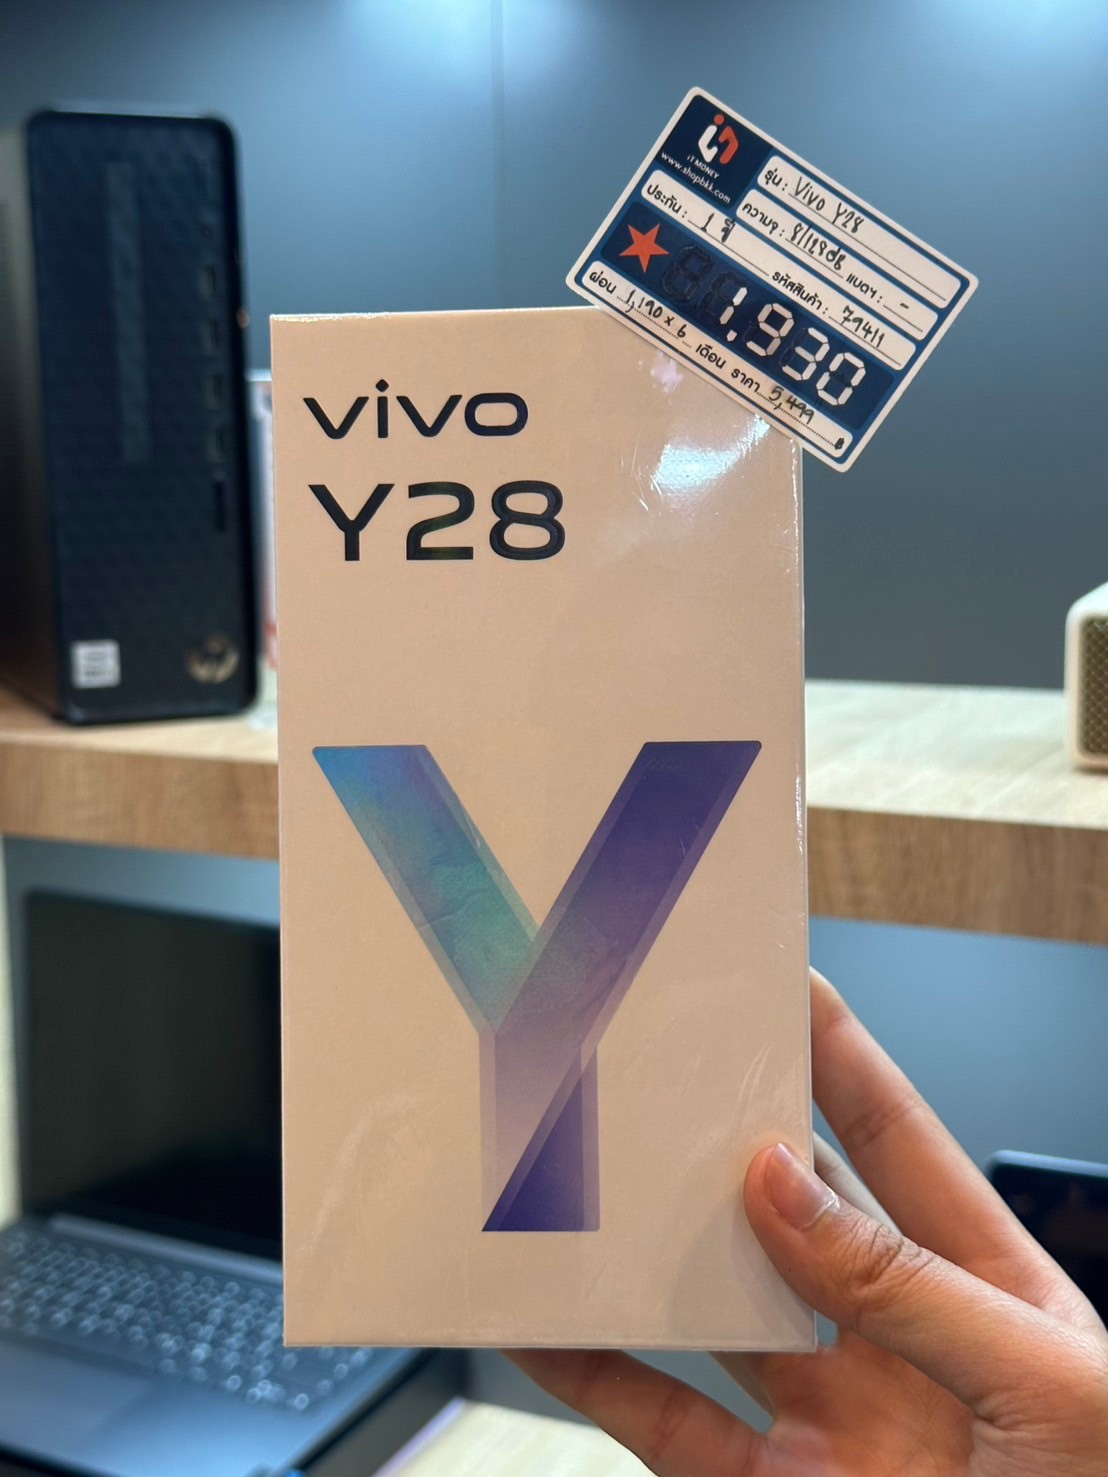 iT MONEY
www.shopbkk.com
รุ่น : Vivo Y28
ความจุ : 8/128GB แบตฯ : -
ประกัน : 1 ปี รหัสสินค้า : 79411
1,930
ผ่อน 1,190 x 6 เดือน ราคา 5,499 ฿
vivo
Y28
Y
hp